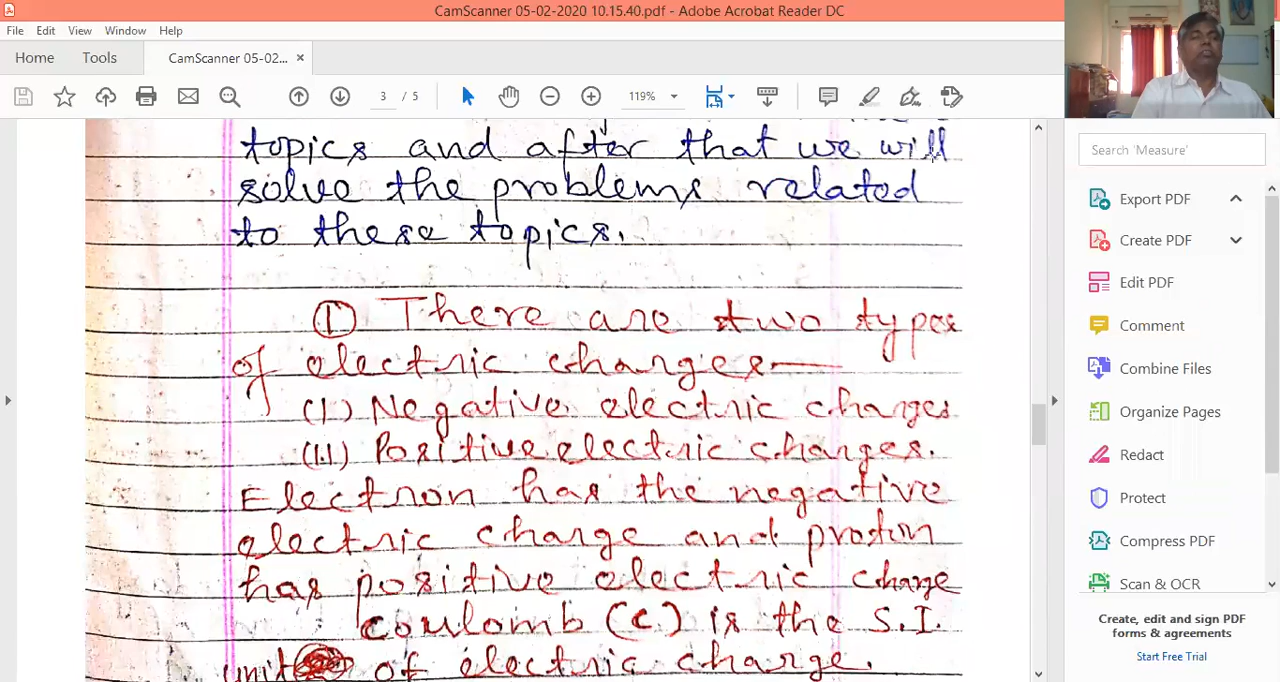 CamScanner 05-02-2020 10.15.40.pdf - Adobe Acrobat Reader DC
File Edit View Window Help
Home Tools CamScanner 05-02... ×
3 / 5 119%
Search 'Measure'
Export PDF
Create PDF
Edit PDF
Comment
Combine Files
Organize Pages
Redact
Protect
Compress PDF
Scan & OCR
Create, edit and sign PDF
forms & agreements
Start Free Trial
topics and after that we will
solve the problems related
to these topics.
① There are two types
of electric charges—
(I.) Negative electric charges
(II) Positive electric charges.
Electron has the negative
electric charge and proton
has positive electric charge
coulomb (C.) is the S.I.
unit of electric charge.